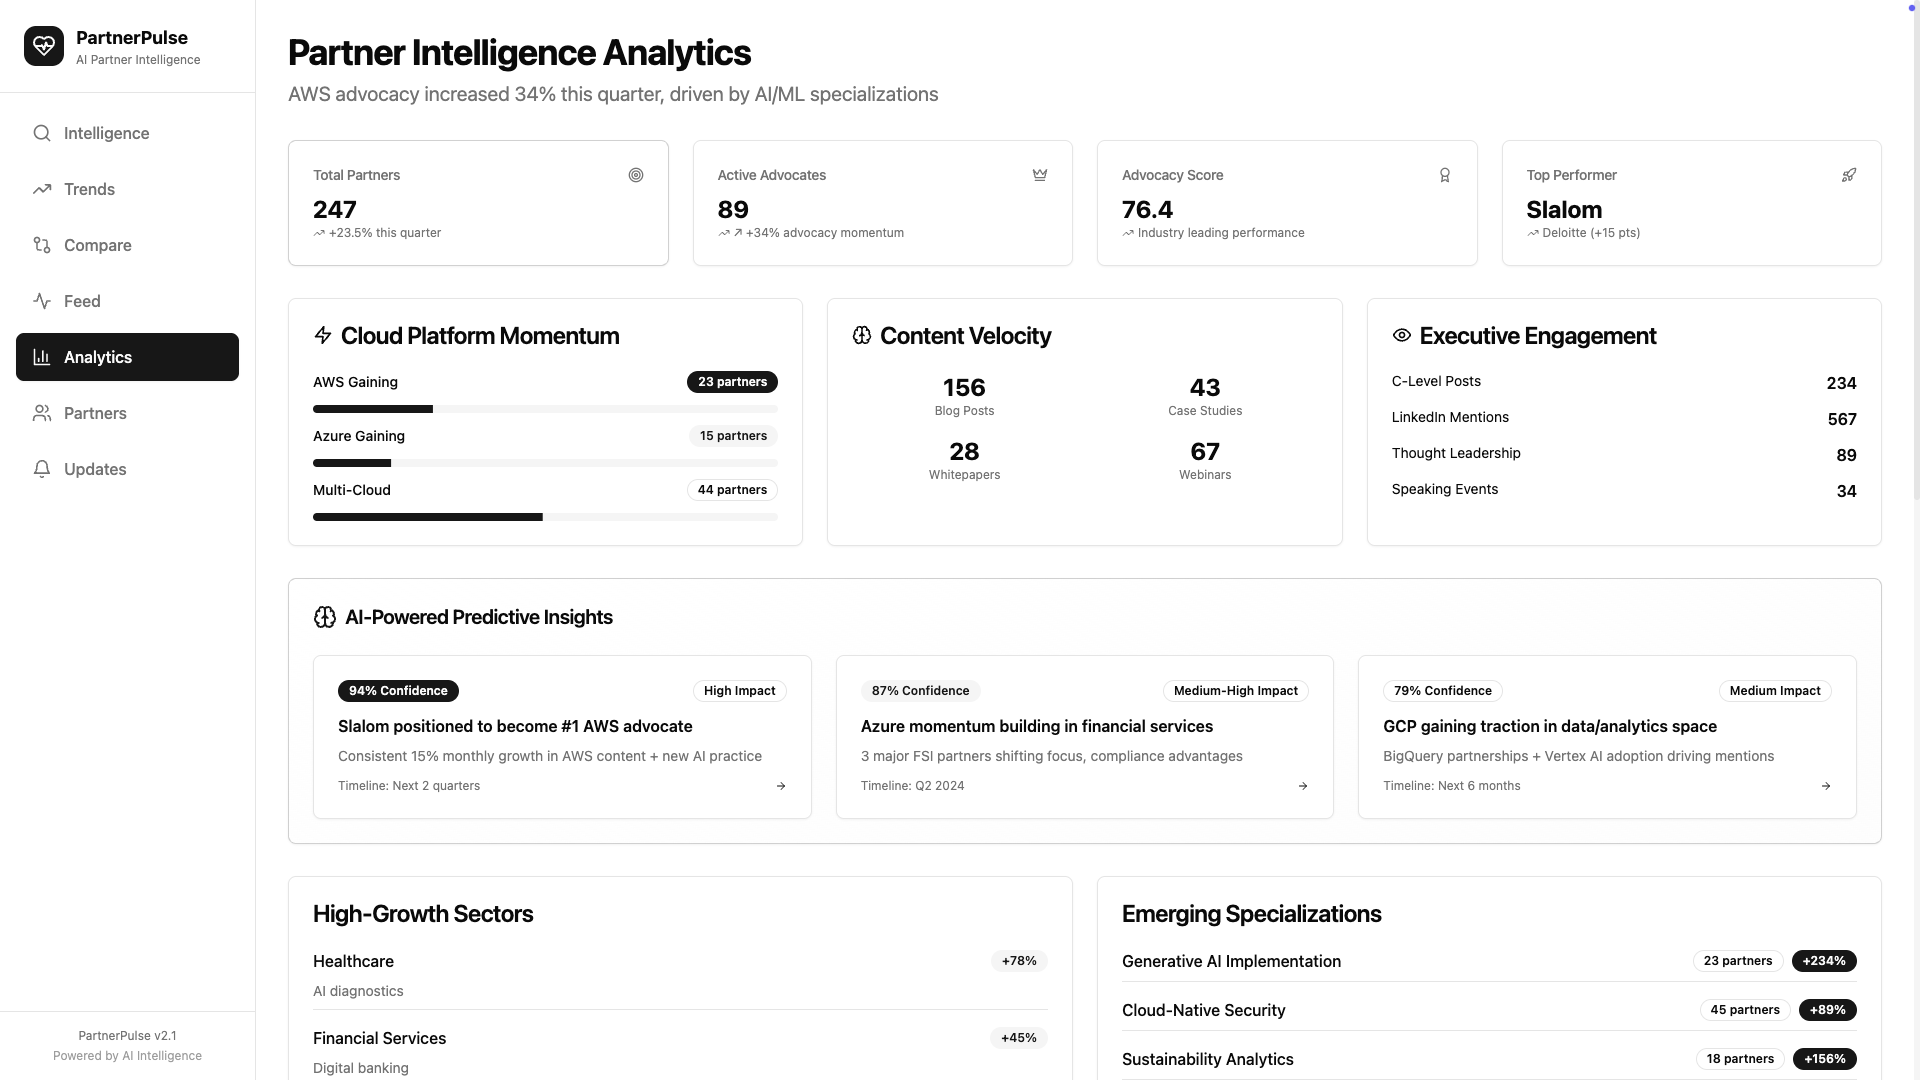 PartnerPulse
AI Partner Intelligence
Intelligence
Trends
Compare
Feed
Analytics
Partners
Updates
PartnerPulse v2.1
Powered by AI Intelligence
Partner Intelligence Analytics
AWS advocacy increased 34% this quarter, driven by AI/ML specializations
Total Partners
247
+23.5% this quarter
Active Advocates
89
↗ +34% advocacy momentum
Advocacy Score
76.4
Industry leading performance
Top Performer
Slalom
Deloitte (+15 pts)
Cloud Platform Momentum
AWS Gaining 23 partners
Azure Gaining 15 partners
Multi-Cloud 44 partners
Content Velocity
156 43
Blog Posts Case Studies
28 67
Whitepapers Webinars
Executive Engagement
C-Level Posts 234
LinkedIn Mentions 567
Thought Leadership 89
Speaking Events 34
AI-Powered Predictive Insights
94% Confidence High Impact
Slalom positioned to become #1 AWS advocate
Consistent 15% monthly growth in AWS content + new AI practice
Timeline: Next 2 quarters →
87% Confidence Medium-High Impact
Azure momentum building in financial services
3 major FSI partners shifting focus, compliance advantages
Timeline: Q2 2024 →
79% Confidence Medium Impact
GCP gaining traction in data/analytics space
BigQuery partnerships + Vertex AI adoption driving mentions
Timeline: Next 6 months →
High-Growth Sectors
Healthcare +78%
AI diagnostics
Financial Services +45%
Digital banking
Emerging Specializations
Generative AI Implementation 23 partners +234%
Cloud-Native Security 45 partners +89%
Sustainability Analytics 18 partners +156%